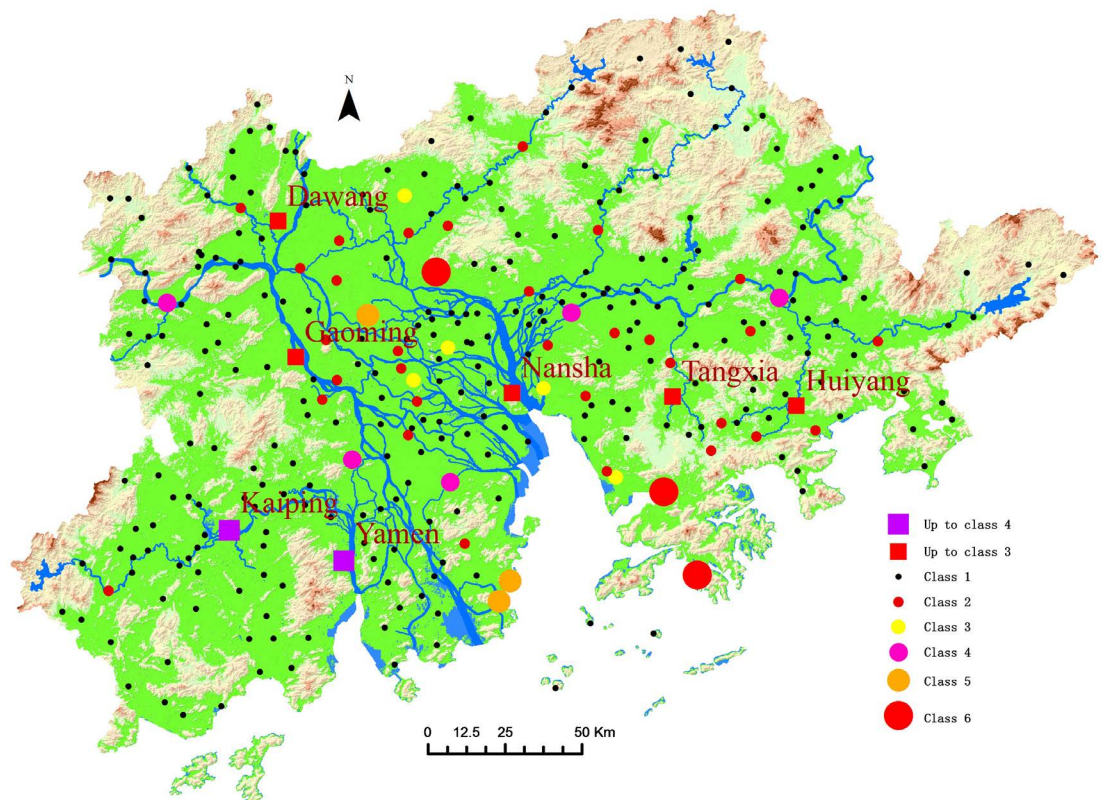 N
Dawang
Gaoming
Nansha
Tangxia
Huiyang
Kaiping
Yamen
Up to class 4
Up to class 3
Class 1
Class 2
Class 3
Class 4
Class 5
Class 6
0 12.5 25 50 Km